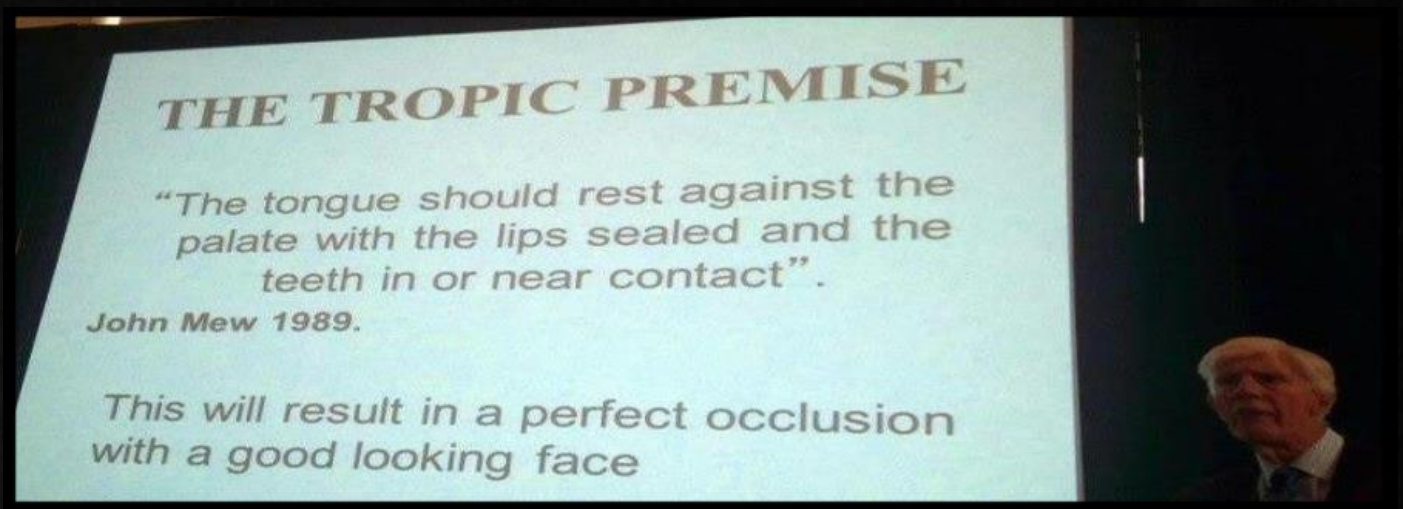 THE TROPIC PREMISE
“The tongue should rest against the
palate with the lips sealed and the
teeth in or near contact”.
John Mew 1989.
This will result in a perfect occlusion
with a good looking face